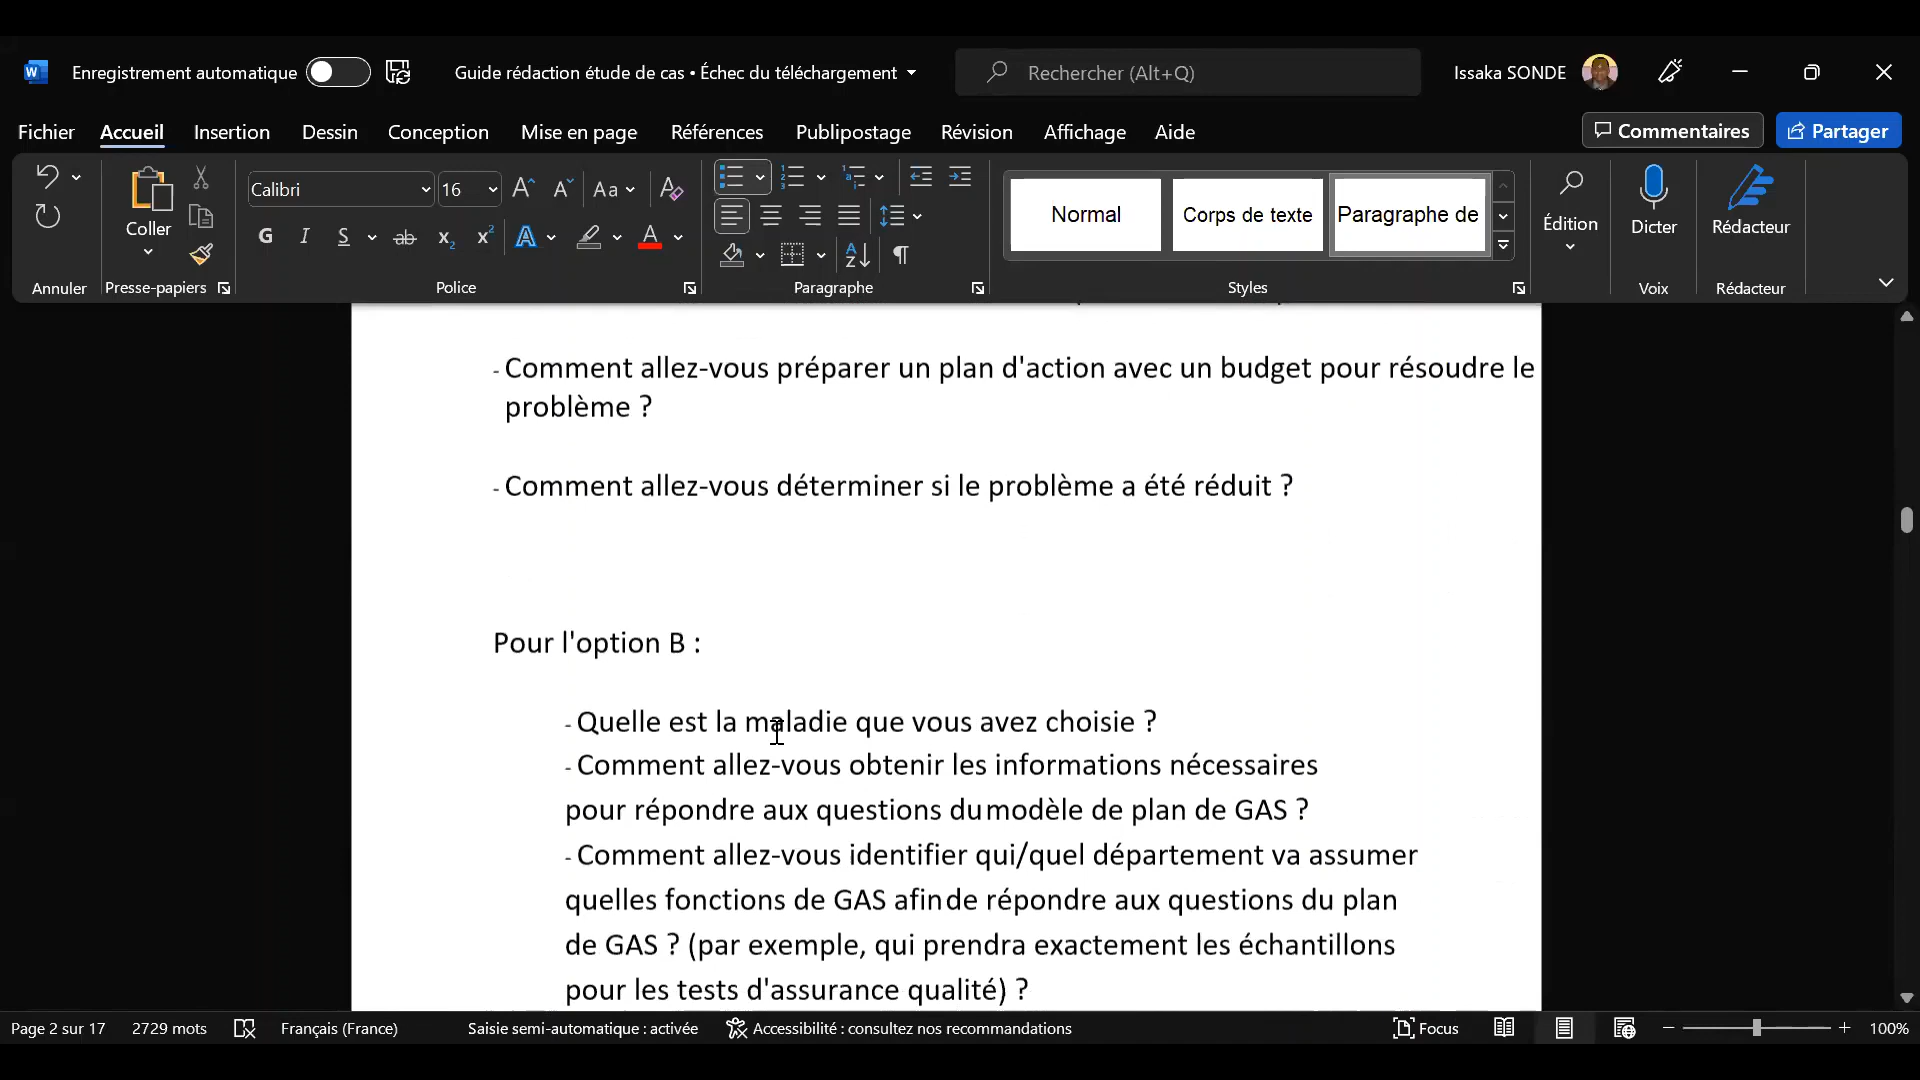 Enregistrement automatique
Guide rédaction étude de cas • Échec du téléchargement
Rechercher (Alt+Q)
Issaka SONDE
Fichier Accueil Insertion Dessin Conception Mise en page Références Publipostage Révision Affichage Aide
Commentaires Partager
Calibri 16
Coller
G I S ab x₂ x² A A
Aa
Normal Corps de texte Paragraphe de
Édition Dicter Rédacteur
Annuler Presse-papiers Police Paragraphe Styles Voix Rédacteur
- Comment allez-vous préparer un plan d'action avec un budget pour résoudre le
problème ?
- Comment allez-vous déterminer si le problème a été réduit ?
Pour l'option B :
- Quelle est la maladie que vous avez choisie ?
- Comment allez-vous obtenir les informations nécessaires
pour répondre aux questions dumodèle de plan de GAS ?
- Comment allez-vous identifier qui/quel département va assumer
quelles fonctions de GAS afinde répondre aux questions du plan
de GAS ? (par exemple, qui prendra exactement les échantillons
pour les tests d'assurance qualité) ?
Page 2 sur 17 2729 mots Français (France) Saisie semi-automatique : activée Accessibilité : consultez nos recommandations Focus 100%